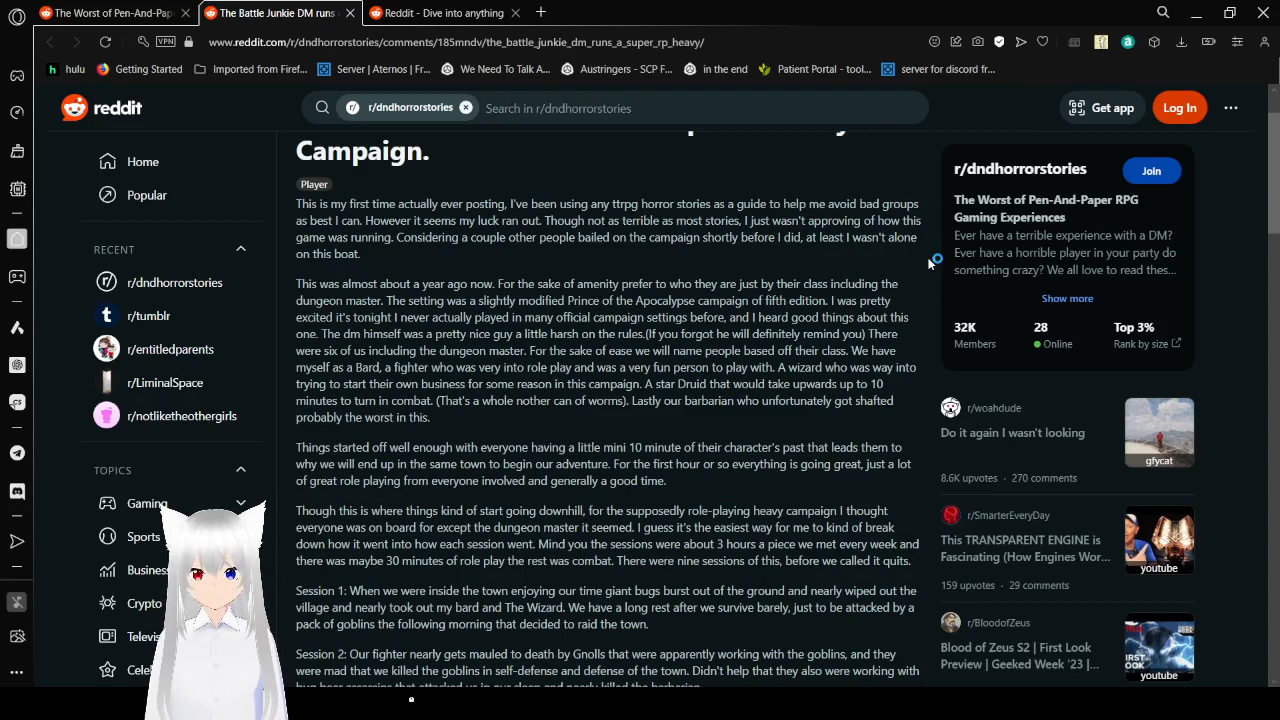 The Worst of Pen-And-Pap
The Battle Junkie DM runs
Reddit - Dive into anything
VPN
www.reddit.com/r/dndhorrorstories/comments/185mndv/the_battle_junkie_dm_runs_a_super_rp_heavy/
hulu
Getting Started
Imported from Firef...
Server | Aternos | Fr...
We Need To Talk A...
Austringers - SCP F...
in the end
Patient Portal - tool...
server for discord fr...
reddit
r/dndhorrorstories
Search in r/dndhorrorstories
Get app
Log In
Home
Popular
RECENT
r/dndhorrorstories
r/tumblr
r/entitledparents
r/LiminalSpace
r/notliketheothergirls
TOPICS
Gaming
Sports
Business
Crypto
Televi
Cele
Campaign.
Player
This is my first time actually ever posting, I've been using any ttrpg horror stories as a guide to help me avoid bad groups
as best I can. However it seems my luck ran out. Though not as terrible as most stories, I just wasn't approving of how this
game was running. Considering a couple other people bailed on the campaign shortly before I did, at least I wasn't alone
on this boat.
This was almost about a year ago now. For the sake of amenity prefer to who they are just by their class including the
dungeon master. The setting was a slightly modified Prince of the Apocalypse campaign of fifth edition. I was pretty
excited it's tonight I never actually played in many official campaign settings before, and I heard good things about this
one. The dm himself was a pretty nice guy a little harsh on the rules.(If you forgot he will definitely remind you) There
were six of us including the dungeon master. For the sake of ease we will name people based off their class. We have
myself as a Bard, a fighter who was very into role play and was a very fun person to play with. A wizard who was way into
trying to start their own business for some reason in this campaign. A star Druid that would take upwards up to 10
minutes to turn in combat. (That's a whole nother can of worms). Lastly our barbarian who unfortunately got shafted
probably the worst in this.
Things started off well enough with everyone having a little mini 10 minute of their character's past that leads them to
why we will end up in the same town to begin our adventure. For the first hour or so everything is going great, just a lot
of great role playing from everyone involved and generally a good time.
Though this is where things kind of start going downhill, for the supposedly role-playing heavy campaign I thought
everyone was on board for except the dungeon master it seemed. I guess it's the easiest way for me to kind of break
down how it went into how each session went. Mind you the sessions were about 3 hours a piece we met every week and
there was maybe 30 minutes of role play the rest was combat. There were nine sessions of this, before we called it quits.
Session 1: When we were inside the town enjoying our time giant bugs burst out of the ground and nearly wiped out the
village and nearly took out my bard and The Wizard. We have a long rest after we survive barely, just to be attacked by a
pack of goblins the following morning that decided to raid the town.
Session 2: Our fighter nearly gets mauled to death by Gnolls that were apparently working with the goblins, and they
were mad that we killed the goblins in self-defense and defense of the town. Didn't help that they also were working with
r/dndhorrorstories
Join
The Worst of Pen-And-Paper RPG
Gaming Experiences
Ever have a terrible experience with a DM?
Ever have a horrible player in your party do
something crazy? We all love to read thes...
Show more
32K
Members
28
Online
Top 3%
Rank by size
r/woahdude
Do it again I wasn't looking
gfycat
8.6K upvotes · 270 comments
r/SmarterEveryDay
This TRANSPARENT ENGINE is
Fascinating (How Engines Wor...
youtube
159 upvotes · 29 comments
r/BloodofZeus
Blood of Zeus S2 | First Look
Preview | Geeked Week '23 |...
youtube